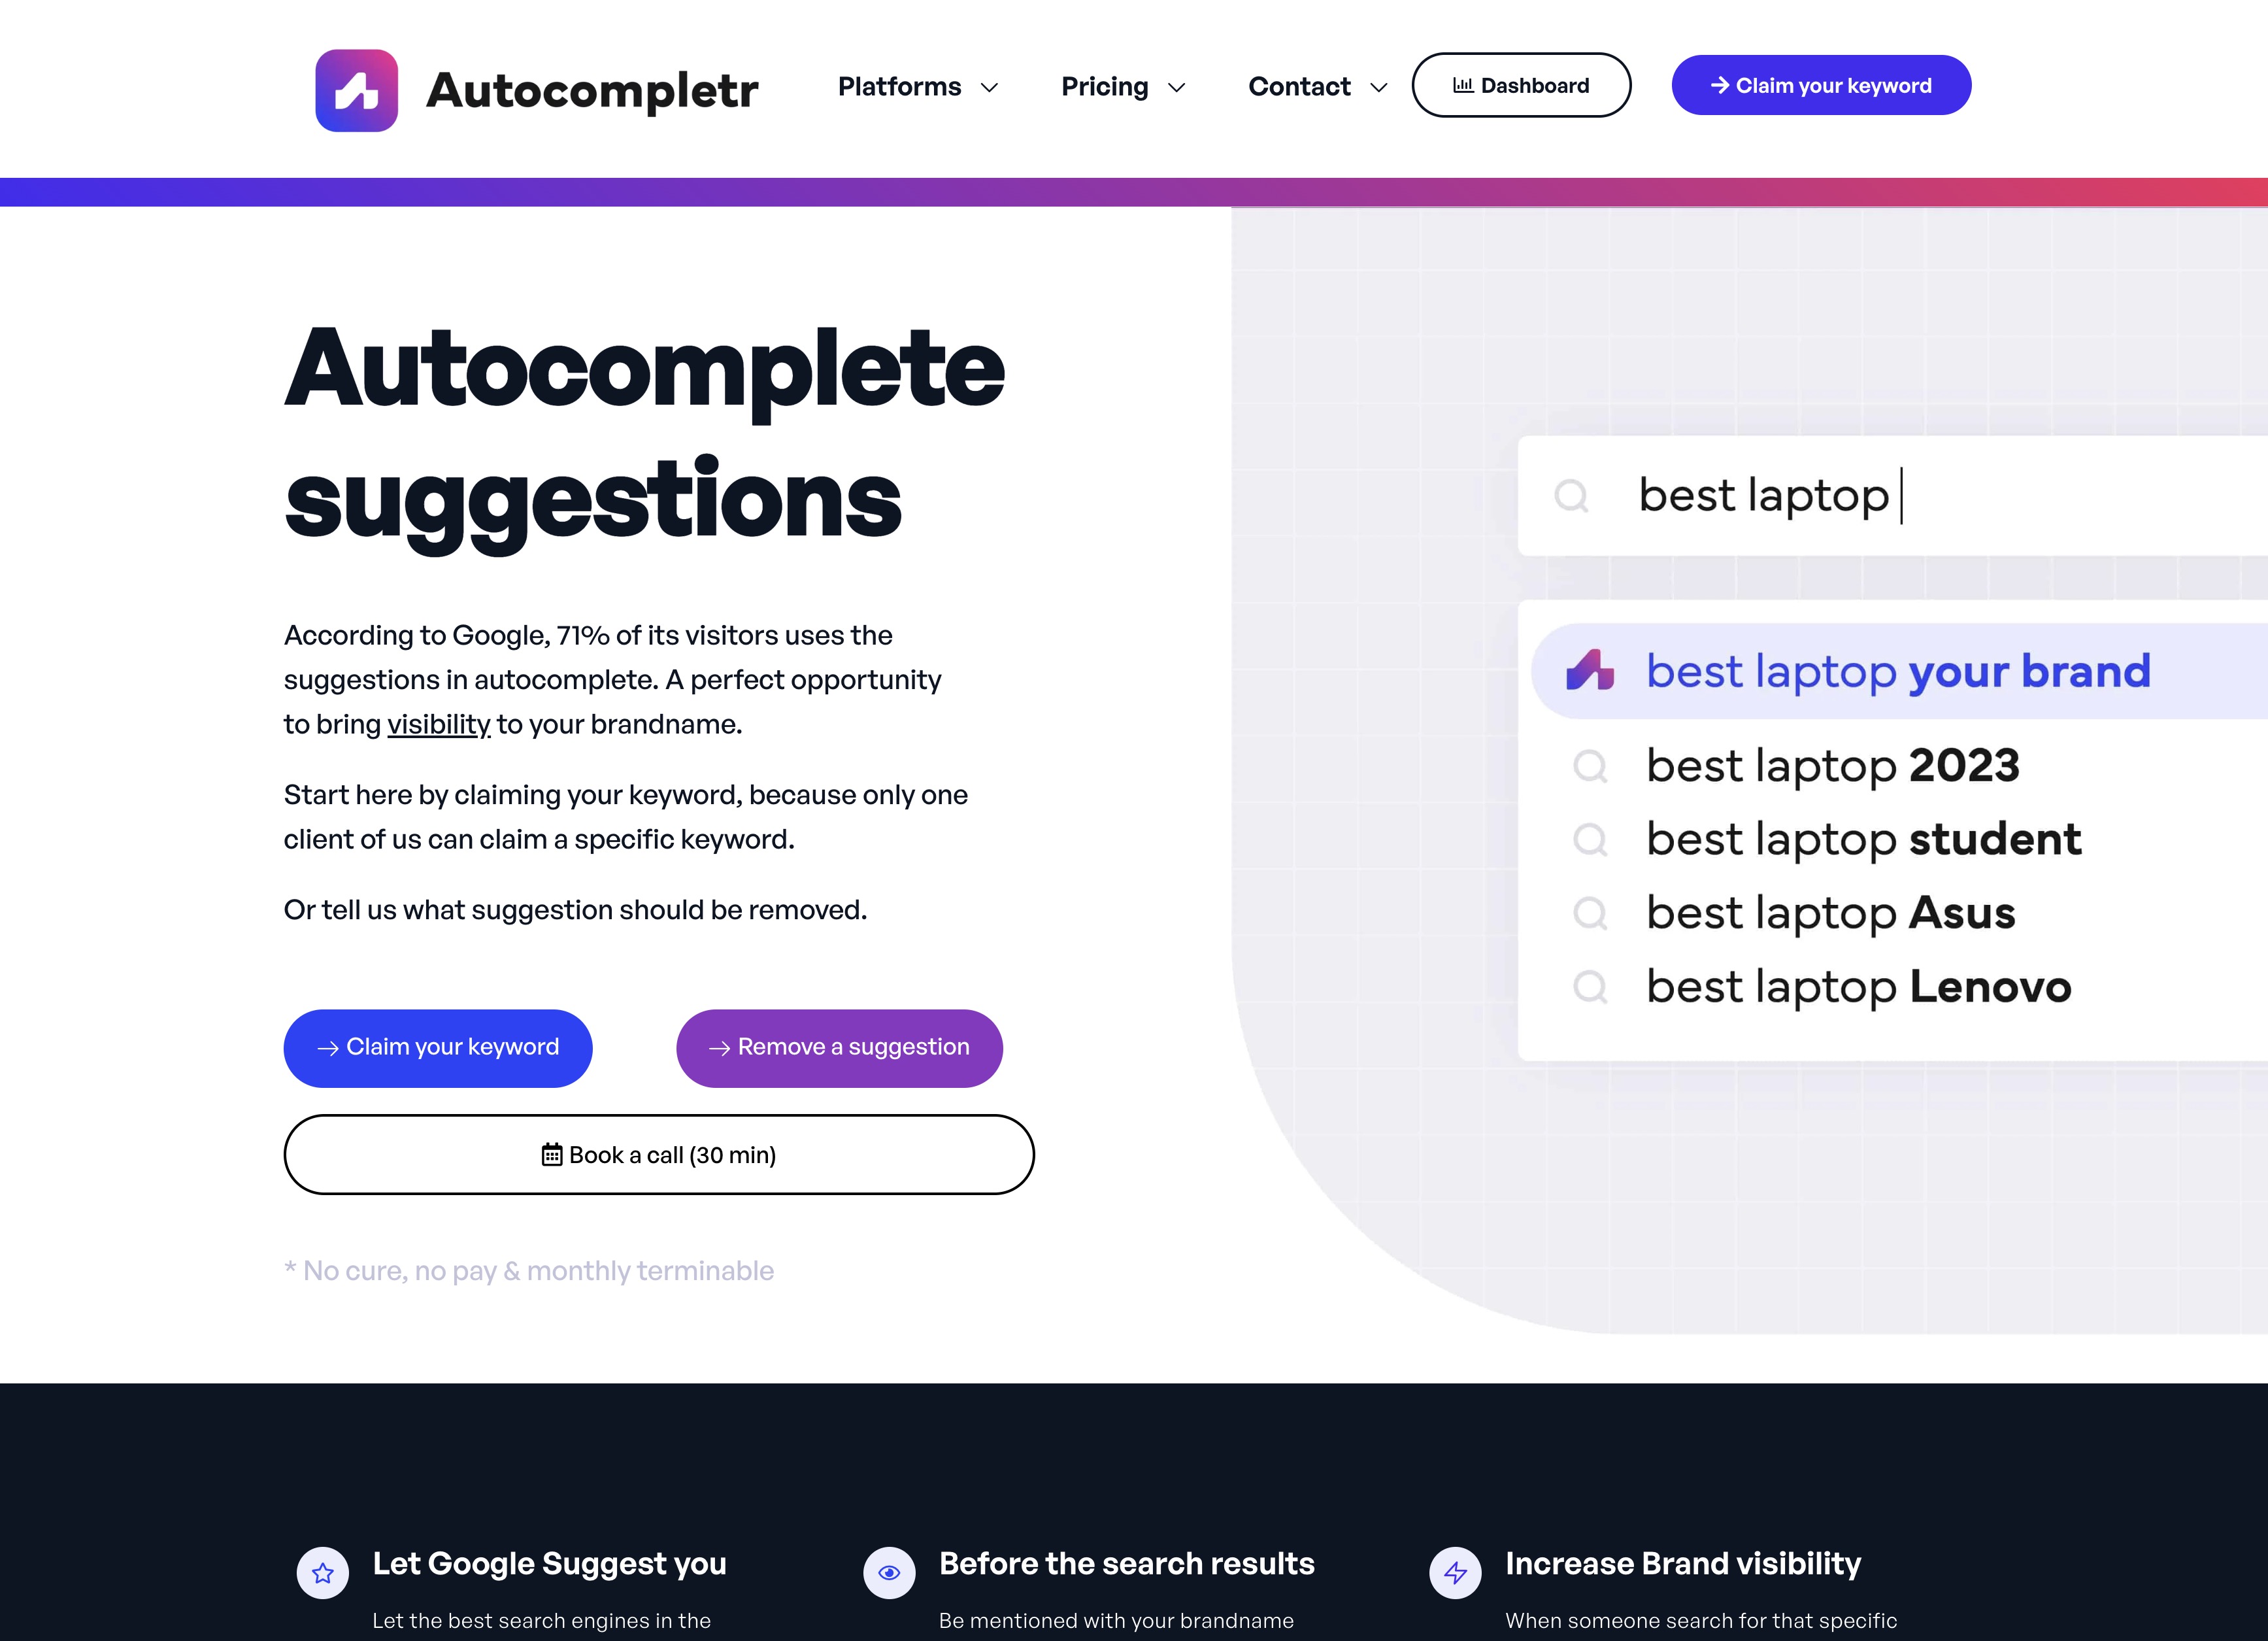 Autocompletr
Platforms
Pricing
Contact
Dashboard
Claim your keyword
Autocomplete
suggestions
According to Google, 71% of its visitors uses the
suggestions in autocomplete. A perfect opportunity
to bring visibility to your brandname.
Start here by claiming your keyword, because only one
client of us can claim a specific keyword.
Or tell us what suggestion should be removed.
→ Claim your keyword
→ Remove a suggestion
Book a call (30 min)
* No cure, no pay & monthly terminable
best laptop
best laptop your brand
best laptop 2023
best laptop student
best laptop Asus
best laptop Lenovo
Let Google Suggest you
Let the best search engines in the
Before the search results
Be mentioned with your brandname
Increase Brand visibility
When someone search for that specific